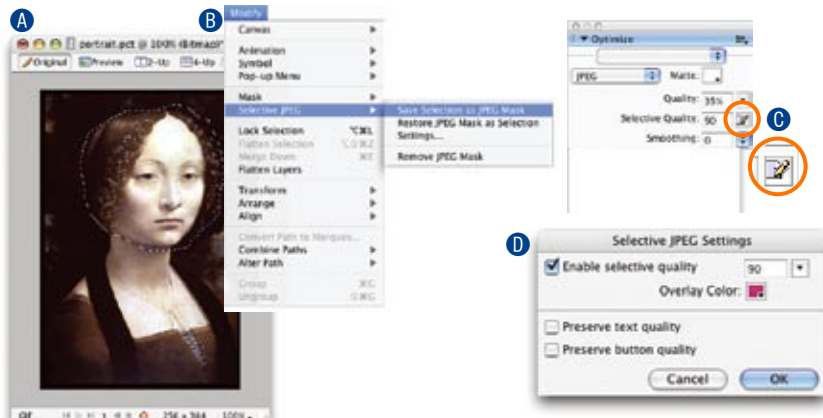 A
portrait.pct @ 100% (Bitmap)
Original Preview 2-Up 4-Up
256 x 384 100%
B
Modify
Canvas
Animation
Symbol
Pop-up Menu
Mask
Selective JPEG
Lock Selection ⌥⌘L
Flatten Selection
Merge Down ⌘E
Flatten Layers
Transform
Arrange
Align
Convert Path to Marquee...
Combine Paths
Alter Path
Group ⌘G
Ungroup ⇧⌘G
Save Selection as JPEG Mask
Restore JPEG Mask as Selection
Settings...
Remove JPEG Mask
Optimize
JPEG Matte:
Quality: 35%
Selective Quality: 90
Smoothing: 0
C
D
Selective JPEG Settings
Enable selective quality 90
Overlay Color:
Preserve text quality
Preserve button quality
Cancel OK